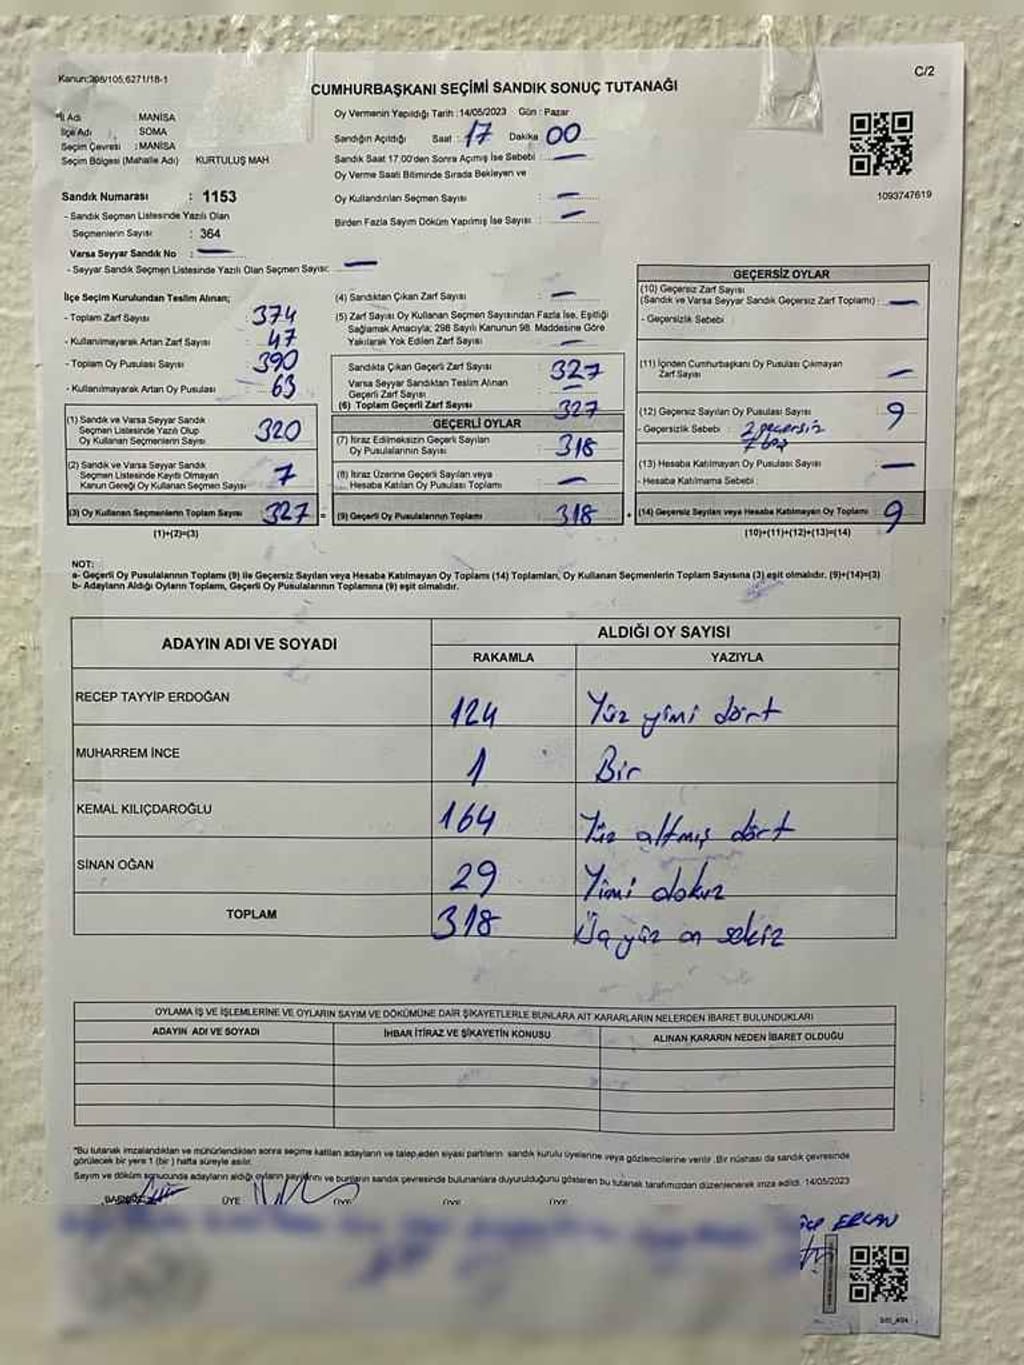 Kanun:298/105,6271/18-1
C/2
CUMHURBAŞKANI SEÇİMİ SANDIK SONUÇ TUTANAĞI
İl Adı MANİSA
İlçe Adı SOMA
Seçim Çevresi : MANİSA
Seçim Bölgesi (Mahalle Adı) KURTULUŞ MAH
Oy Vermenin Yapıldığı Tarih : 14/05/2023 Gün : Pazar
Sandığın Açıldığı Saat : 17 Dakika 00
Sandık Saat 17:00'den Sonra Açmış İse Sebebi : —
Oy Verme Saati Bitiminde Sırada Bekleyen ve
Oy Kullandırılan Seçmen Sayısı : —
Birden Fazla Sayım Döküm Yapılmış İse Sayısı : —
1093747619
Sandık Numarası : 1153
- Sandık Seçmen Listesinde Yazılı Olan
Seçmenlerin Sayısı : 364
Varsa Seyyar Sandık No : —
- Seyyar Sandık Seçmen Listesinde Yazılı Olan Seçmen Sayısı: —
İlçe Seçim Kurulundan Teslim Alınan;
- Toplam Zarf Sayısı 374
- Kullanılmayarak Artan Zarf Sayısı 47
- Toplam Oy Pusulası Sayısı 390
- Kullanılmayarak Artan Oy Pusulası 63
(1) Sandık ve Varsa Seyyar Sandık
Seçmen Listesinde Yazılı Olup
Oy Kullanan Seçmenlerin Sayısı 320
(2) Sandık ve Varsa Seyyar Sandık
Seçmen Listesinde Kayıtlı Olmayan
Kanun Gereği Oy Kullanan Seçmen Sayısı 7
(3) Oy Kullanan Seçmenlerin Toplam Sayısı 327 =
(1)+(2)=(3)
(4) Sandıktan Çıkan Zarf Sayısı : —
(5) Zarf Sayısı Oy Kullanan Seçmen Sayısından Fazla İse, Eşitliği
Sağlamak Amacıyla; 298 Sayılı Kanunun 98. Maddesine Göre
Yakılarak Yok Edilen Zarf Sayısı : —
Sandıkta Çıkan Geçerli Zarf Sayısı 327
Varsa Seyyar Sandıktan Teslim Alınan
Geçerli Zarf Sayısı —
(6) Toplam Geçerli Zarf Sayısı 327
GEÇERLİ OYLAR
(7) İtiraz Edilmeksizin Geçerli Sayılan
Oy Pusulalarının Sayısı 318
(8) İtiraz Üzerine Geçerli Sayılan veya
Hesaba Katılan Oy Pusulası Toplamı —
(9) Geçerli Oy Pusulalarının Toplamı 318 +
GEÇERSİZ OYLAR
(10) Geçersiz Zarf Sayısı
(Sandık ve Varsa Seyyar Sandık Geçersiz Zarf Toplamı) : —
- Geçersizlik Sebebi :
(11) İçinden Cumhurbaşkanı Oy Pusulası Çıkmayan
Zarf Sayısı —
(12) Geçersiz Sayılan Oy Pusulası Sayısı 9
- Geçersizlik Sebebi : 2 geçersiz
7 boş
(13) Hesaba Katılmayan Oy Pusulası Sayısı —
- Hesaba Katılmama Sebebi :
(14) Geçersiz Sayılan veya Hesaba Katılmayan Oy Toplamı 9
(10)+(11)+(12)+(13)=(14)
NOT:
a- Geçerli Oy Pusulalarının Toplamı (9) ile Geçersiz Sayılan veya Hesaba Katılmayan Oy Toplamı (14) Toplamları, Oy Kullanan Seçmenlerin Toplam Sayısına (3) eşit olmalıdır. (9)+(14)=(3)
b- Adayların Aldığı Oyların Toplamı, Geçerli Oy Pusulalarının Toplamına (9) eşit olmalıdır.
ADAYIN ADI VE SOYADI ALDIĞI OY SAYISI
RAKAMLA YAZIYLA
RECEP TAYYİP ERDOĞAN 124 Yüz yimi dört
MUHARREM İNCE 1 Bir
KEMAL KILIÇDAROĞLU 164 Yüz altmış dört
SİNAN OĞAN 29 Yimi dokuz
TOPLAM 318 Üç yüz on sekiz
OYLAMA İŞ VE İŞLEMLERİNE VE OYLARIN SAYIM VE DÖKÜMÜNE DAİR ŞİKAYETLERLE BUNLARA AİT KARARLARIN NELERDEN İBARET BULUNDUKLARI
ADAYIN ADI VE SOYADI İHBAR İTİRAZ VE ŞİKAYETİN KONUSU ALINAN KARARIN NEDEN İBARET OLDUĞU
*Bu tutanak imzalandıktan ve mühürlendikten sonra seçime katılan adayların ve talep eden siyasi partilerin sandık kurulu üyelerine veya gözlemcilerine verilir. Bir nüshası da sandık çevresinde
görülecek bir yere 1 (bir) hafta süreyle asılır.
Sayım ve döküm sonucunda adayların aldığı oyların sayılarını ve bunların sandık çevresinde bulunanlara duyurulduğunu gösteren bu tutanak tarafımızdan düzenlenerek imza edildi. 14/05/2023
BAŞKAN ÜYE ÜYE ÜYE ÜYE
ERCAN